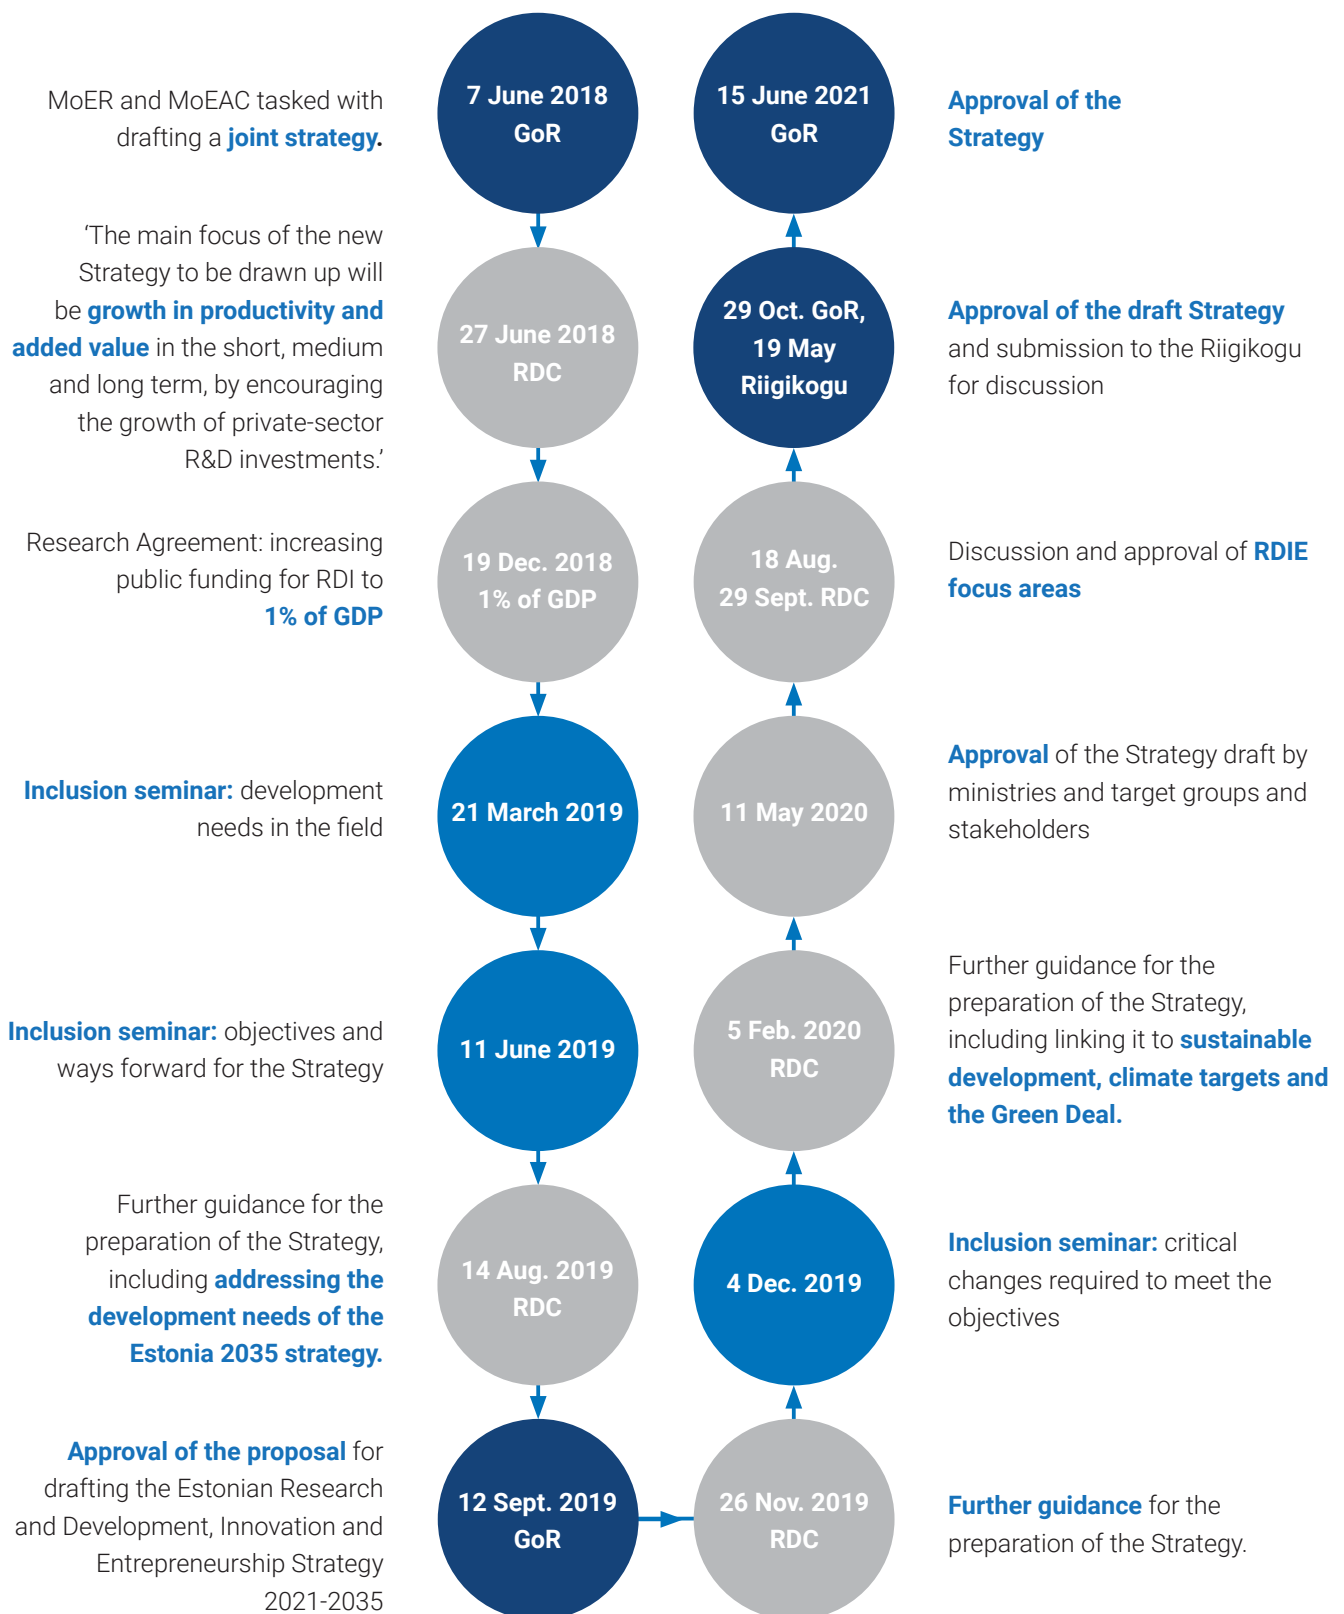 MoER and MoEAC tasked with
drafting a joint strategy.
7 June 2018
GoR
‘The main focus of the new
Strategy to be drawn up will
be growth in productivity and
added value in the short, medium
and long term, by encouraging
the growth of private-sector
R&D investments.’
27 June 2018
RDC
Research Agreement: increasing
public funding for RDI to
1% of GDP
19 Dec. 2018
1% of GDP
Inclusion seminar: development
needs in the field
21 March 2019
Inclusion seminar: objectives and
ways forward for the Strategy
11 June 2019
Further guidance for the
preparation of the Strategy,
including addressing the
development needs of the
Estonia 2035 strategy.
14 Aug. 2019
RDC
Approval of the proposal for
drafting the Estonian Research
and Development, Innovation and
Entrepreneurship Strategy
2021-2035
12 Sept. 2019
GoR
26 Nov. 2019
RDC
Further guidance for the
preparation of the Strategy.
4 Dec. 2019
Inclusion seminar: critical
changes required to meet the
objectives
5 Feb. 2020
RDC
Further guidance for the
preparation of the Strategy,
including linking it to sustainable
development, climate targets and
the Green Deal.
11 May 2020
Approval of the Strategy draft by
ministries and target groups and
stakeholders
18 Aug.
29 Sept. RDC
Discussion and approval of RDIE
focus areas
29 Oct. GoR,
19 May
Riigikogu
Approval of the draft Strategy
and submission to the Riigikogu
for discussion
15 June 2021
GoR
Approval of the
Strategy